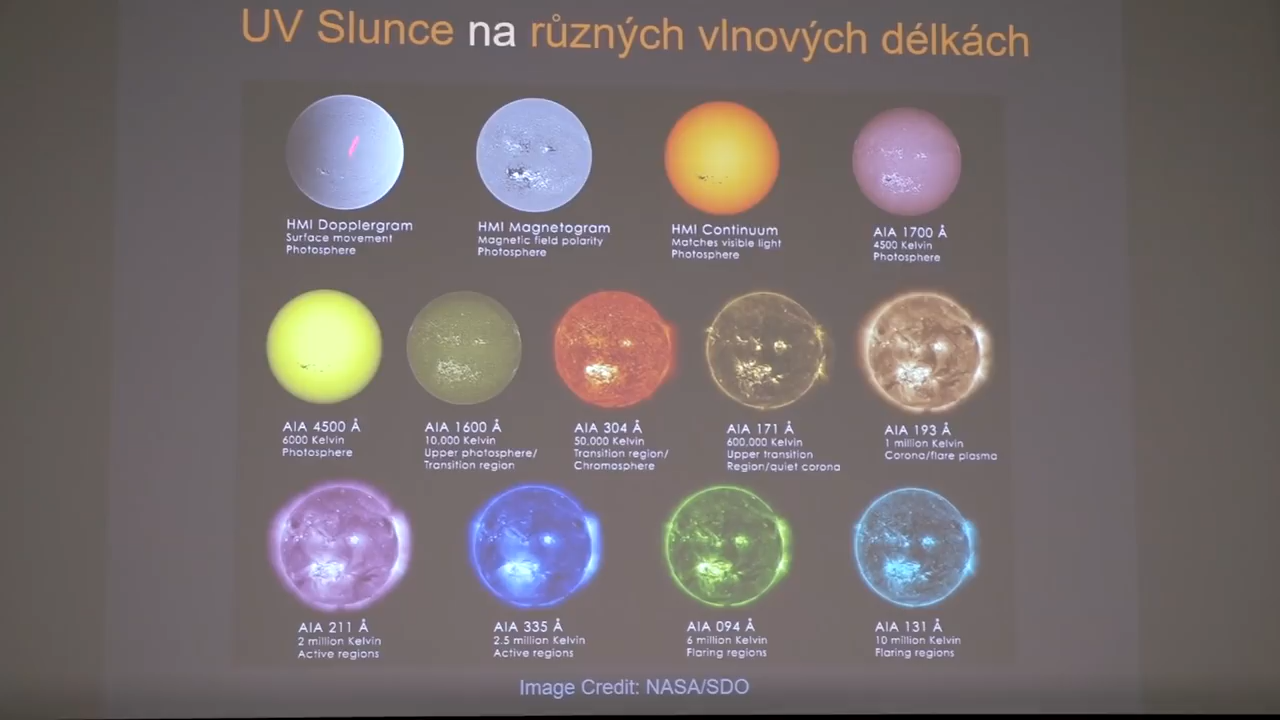 UV Slunce na různých vlnových délkách
HMI Dopplergram
Surface movement
Photosphere
HMI Magnetogram
Magnetic field polarity
Photosphere
HMI Continuum
Matches visible light
Photosphere
AIA 1700 Å
4500 Kelvin
Photosphere
AIA 4500 Å
6000 Kelvin
Photosphere
AIA 1600 Å
10,000 Kelvin
Upper photosphere/
Transition region
AIA 304 Å
50,000 Kelvin
Transition region/
Chromosphere
AIA 171 Å
600,000 Kelvin
Upper transition
Region/quiet corona
AIA 193 Å
1 million Kelvin
Corona/flare plasma
AIA 211 Å
2 million Kelvin
Active regions
AIA 335 Å
2.5 million Kelvin
Active regions
AIA 094 Å
6 million Kelvin
Flaring regions
AIA 131 Å
10 million Kelvin
Flaring regions
Image Credit: NASA/SDO